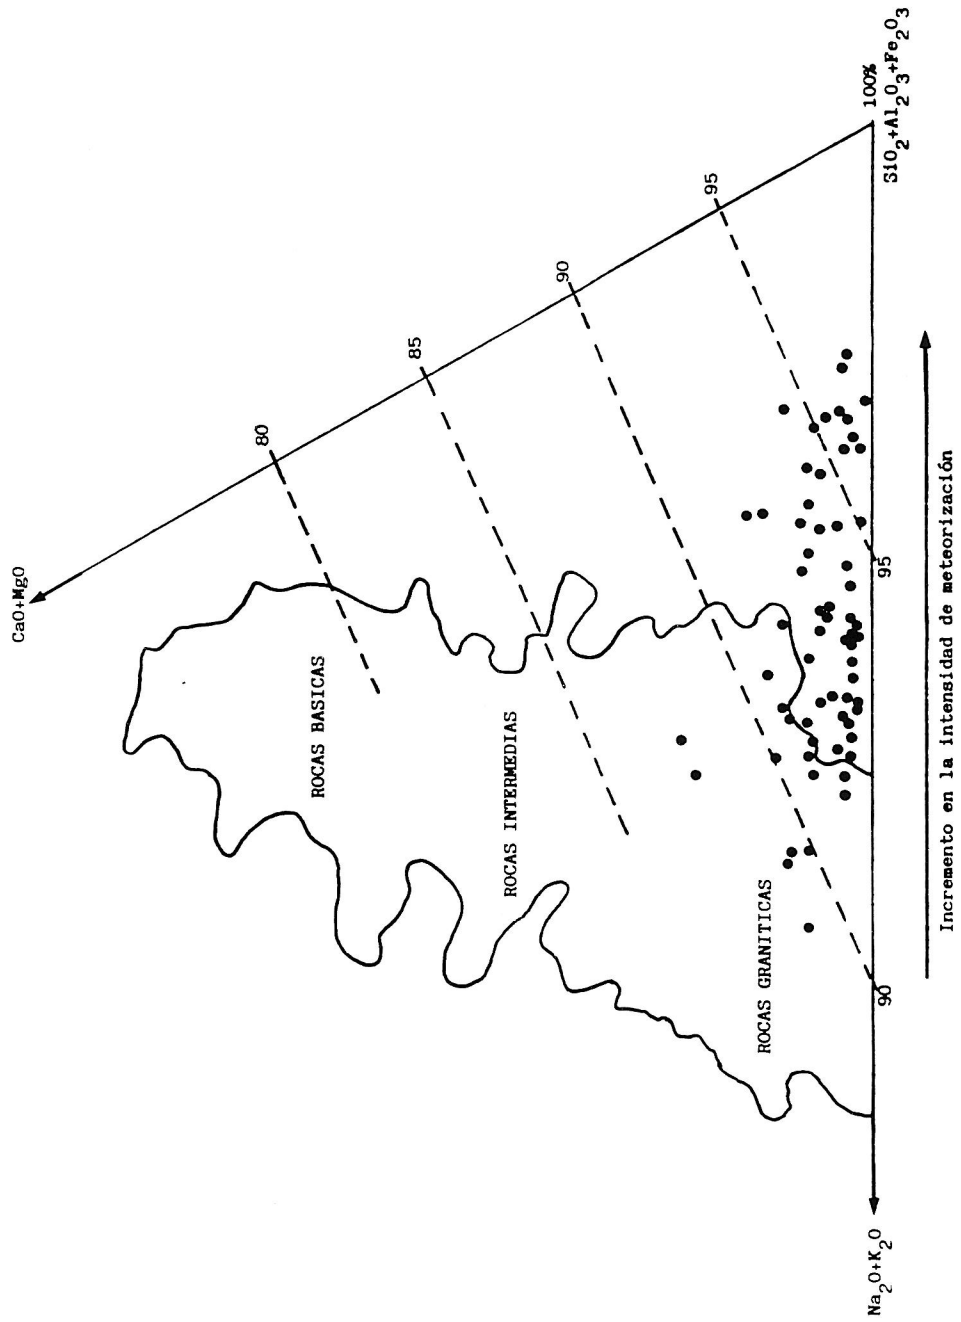 CaO+MgO
80
85
90
95
100%
SiO2+Al2O3+Fe2O3
ROCAS BASICAS
ROCAS INTERMEDIAS
ROCAS GRANITICAS
95
90
Na2O+K2O
Incremento en la intensidad de meteorización